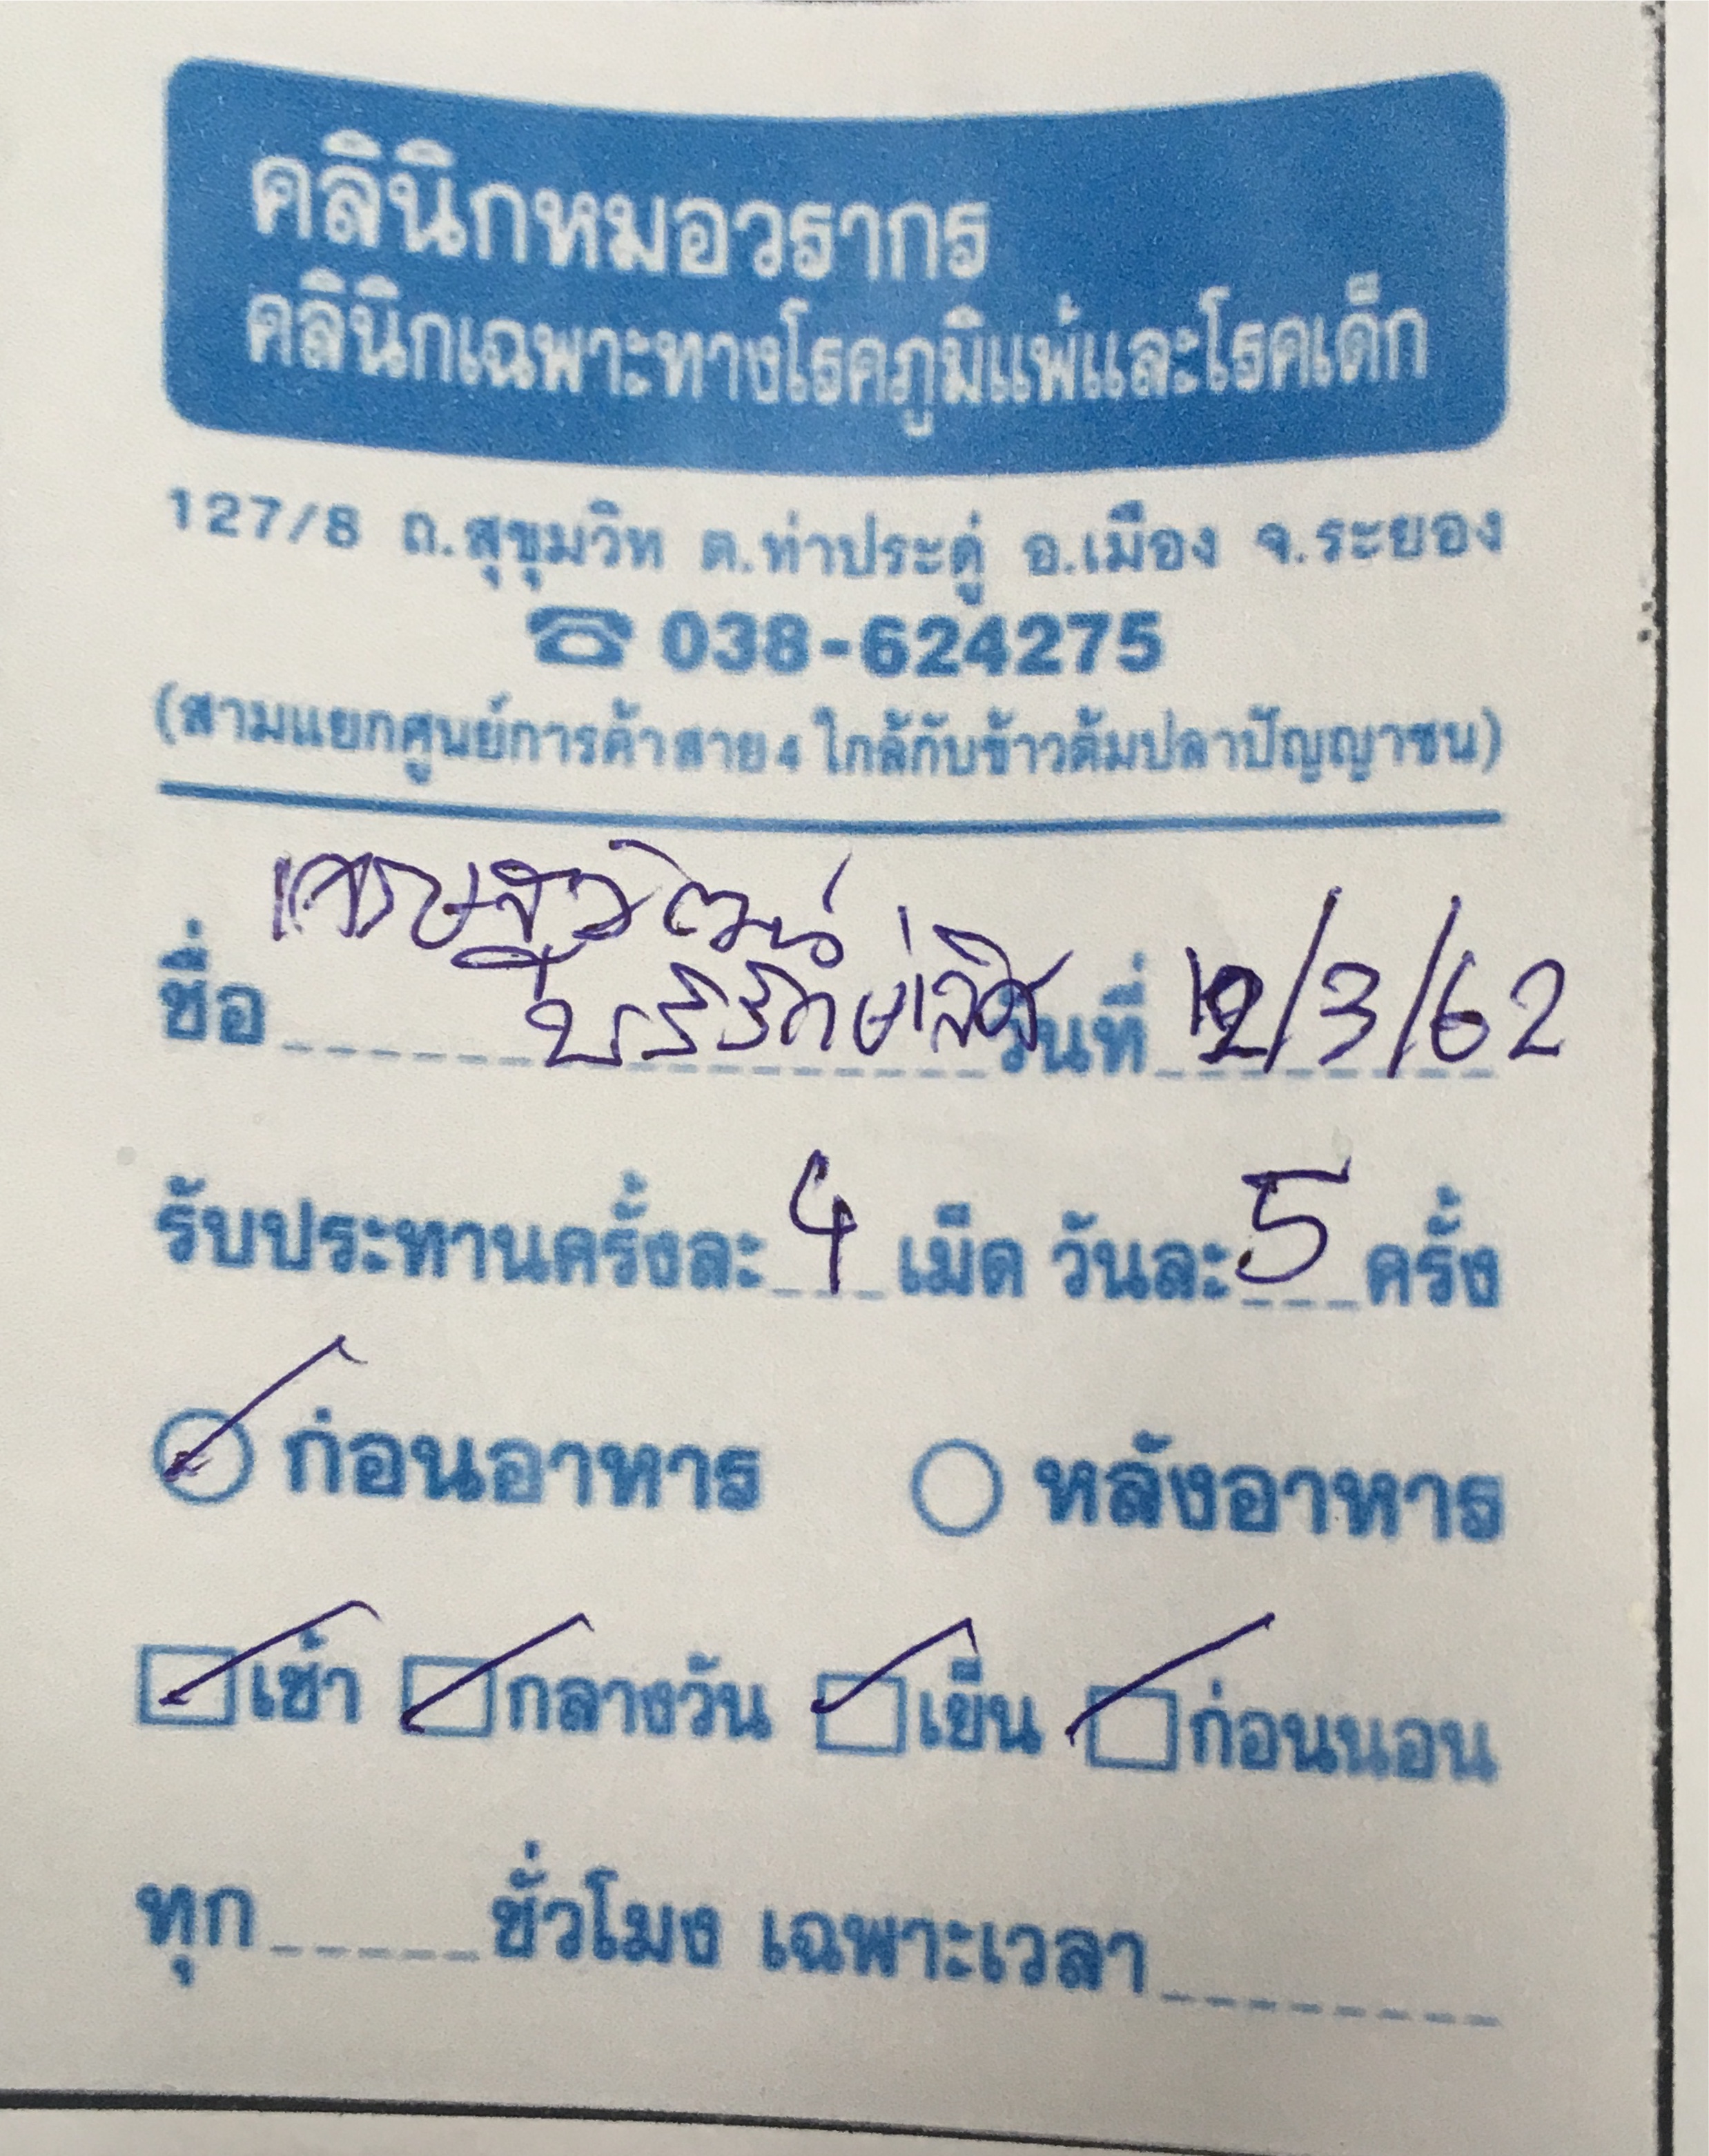 คลินิกหมอวรากร
คลินิกเฉพาะทางโรคภูมิแพ้และโรคเด็ก
127/8 ถ.สุขุมวิท ต.ท่าประดู่ อ.เมือง จ.ระยอง
☎ 038-624275
(สามแยกศูนย์การค้าสาย 4 ใกล้กับข้าวต้มปลาปัญญาชน)
เศรษฐวัฒน์
ชื่อ วันที่ 12/3/62
รับประทานครั้งละ 4 เม็ด วันละ 5 ครั้ง
ก่อนอาหาร หลังอาหาร
เช้า กลางวัน เย็น ก่อนนอน
ทุก ชั่วโมง เฉพาะเวลา